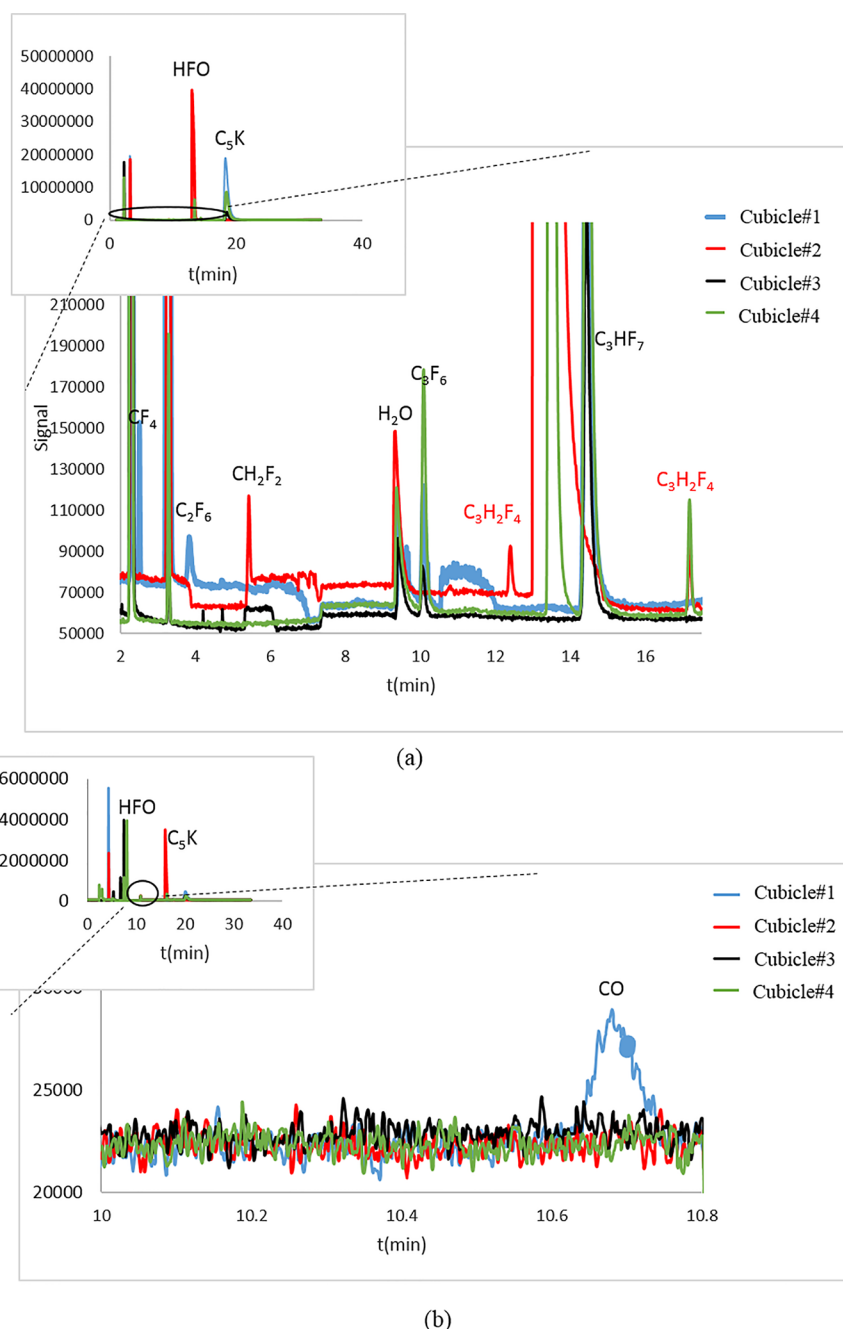 50000000
40000000
30000000
20000000
10000000
0
HFO
C₅K
0 20 40
t(min)
Cubicle#1
Cubicle#2
Cubicle#3
Cubicle#4
210000
190000
170000
150000
130000
110000
90000
70000
50000
Signal
CF₄
C₂F₆
CH₂F₂
H₂O
C₃F₆
C₃H₂F₄
C₃HF₇
C₃H₂F₄
2 4 6 8 10 12 14 16
t(min)
(a)
6000000
4000000
2000000
0
HFO
C₅K
0 10 20 30 40
t(min)
Cubicle#1
Cubicle#2
Cubicle#3
Cubicle#4
CO
25000
20000
10 10.2 10.4 10.6 10.8
t(min)
(b)